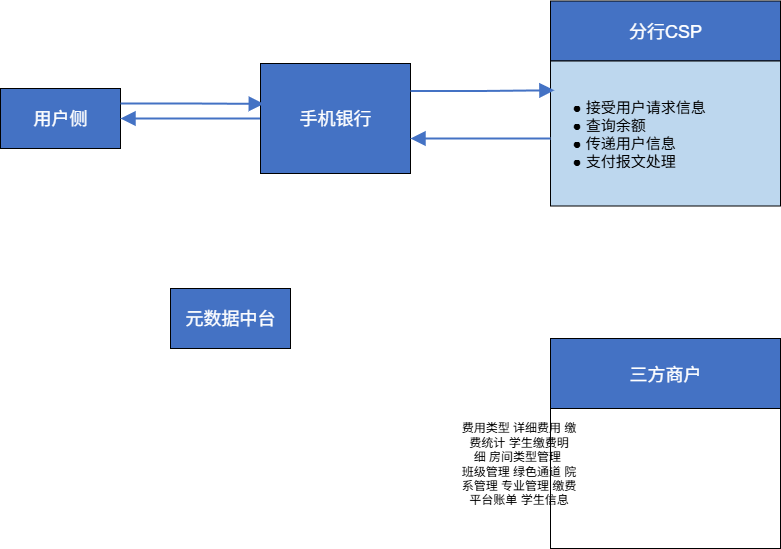 分行CSP
用户侧
手机银行
● 接受用户请求信息
● 查询余额
● 传递用户信息
● 支付报文处理
元数据中台
三方商户
费用类型 详细费用 缴
费统计 学生缴费明
细 房间类型管理
班级管理 绿色通道 院
系管理 专业管理 缴费
平台账单 学生信息